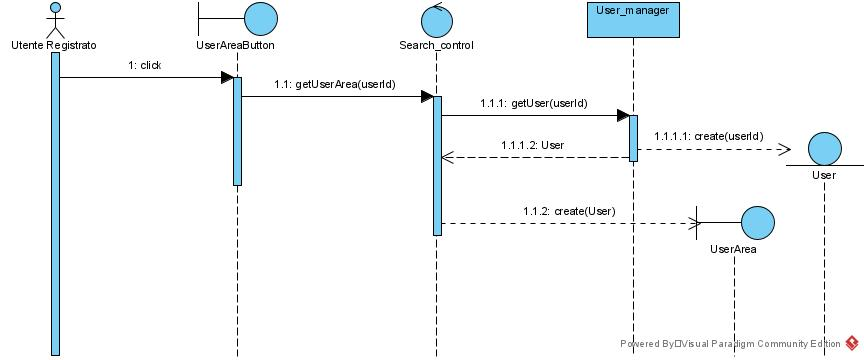 Utente Registrato
UserAreaButton
Search_control
User_manager
1: click
1.1: getUserArea(userId)
1.1.1: getUser(userId)
1.1.1.1: create(userId)
1.1.1.2: User
User
1.1.2: create(User)
UserArea
Powered By Visual Paradigm Community Edition